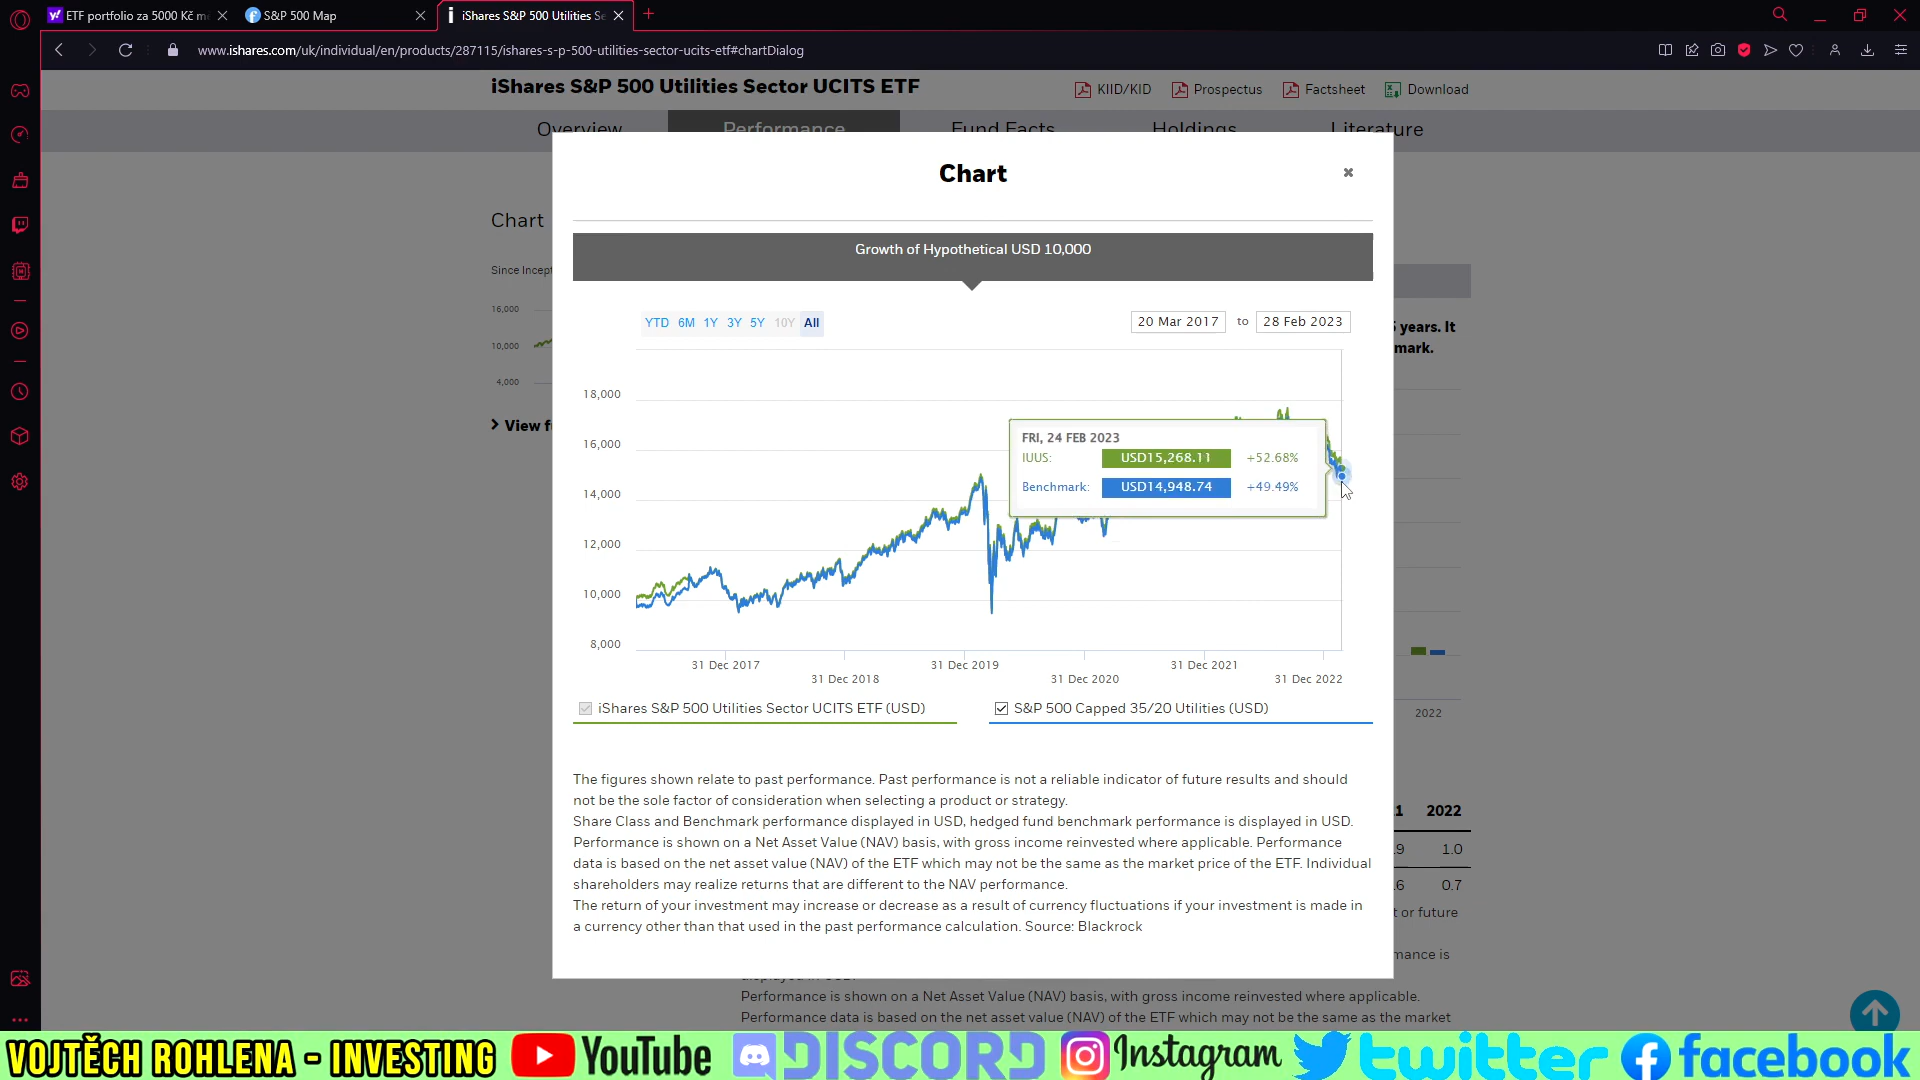 ETF portfolio za 5000 Kč mě
S&P 500 Map
iShares S&P 500 Utilities Se
www.ishares.com/uk/individual/en/products/287115/ishares-s-p-500-utilities-sector-ucits-etf#chartDialog
iShares S&P 500 Utilities Sector UCITS ETF
KIID/KID
Prospectus
Factsheet
Download
Overview
Performance
Fund Facts
Holdings
Literature
Chart
Chart
Since Incept
Growth of Hypothetical USD 10,000
16,000
10,000
4,000
YTD 6M 1Y 3Y 5Y 10Y All
20 Mar 2017 to 28 Feb 2023
5 years. It
mark.
View f
18,000
16,000
14,000
12,000
10,000
8,000
FRI, 24 FEB 2023
IUUS: USD15,268.11 +52.68%
Benchmark: USD14,948.74 +49.49%
31 Dec 2017
31 Dec 2018
31 Dec 2019
31 Dec 2020
31 Dec 2021
31 Dec 2022
iShares S&P 500 Utilities Sector UCITS ETF (USD)
S&P 500 Capped 35/20 Utilities (USD)
2022
The figures shown relate to past performance. Past performance is not a reliable indicator of future results and should
not be the sole factor of consideration when selecting a product or strategy.
Share Class and Benchmark performance displayed in USD, hedged fund benchmark performance is displayed in USD.
Performance is shown on a Net Asset Value (NAV) basis, with gross income reinvested where applicable. Performance
data is based on the net asset value (NAV) of the ETF which may not be the same as the market price of the ETF. Individual
shareholders may realize returns that are different to the NAV performance.
The return of your investment may increase or decrease as a result of currency fluctuations if your investment is made in
a currency other than that used in the past performance calculation. Source: Blackrock
1 2022
.9 1.0
.6 0.7
t or future
mance is
Performance is shown on a Net Asset Value (NAV) basis, with gross income reinvested where applicable.
Performance data is based on the net asset value (NAV) of the ETF which may not be the same as the market
VOJTĚCH ROHLENA - INVESTING
YouTube
DISCORD
Instagram
twitter
facebook